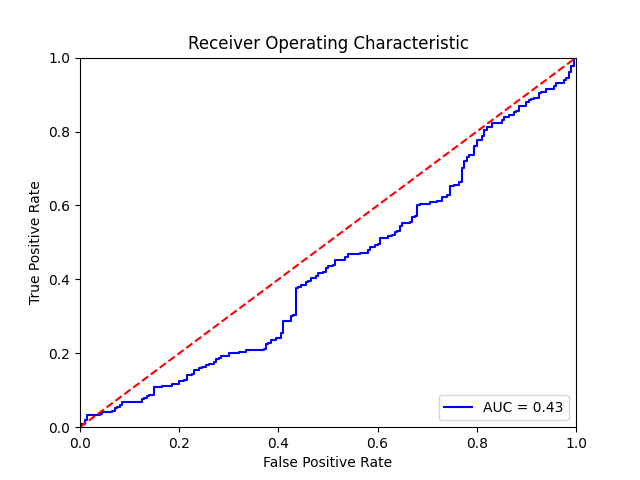 Receiver Operating Characteristic
True Positive Rate
1.0
0.8
0.6
0.4
0.2
0.0
AUC = 0.43
0.0 0.2 0.4 0.6 0.8 1.0
False Positive Rate